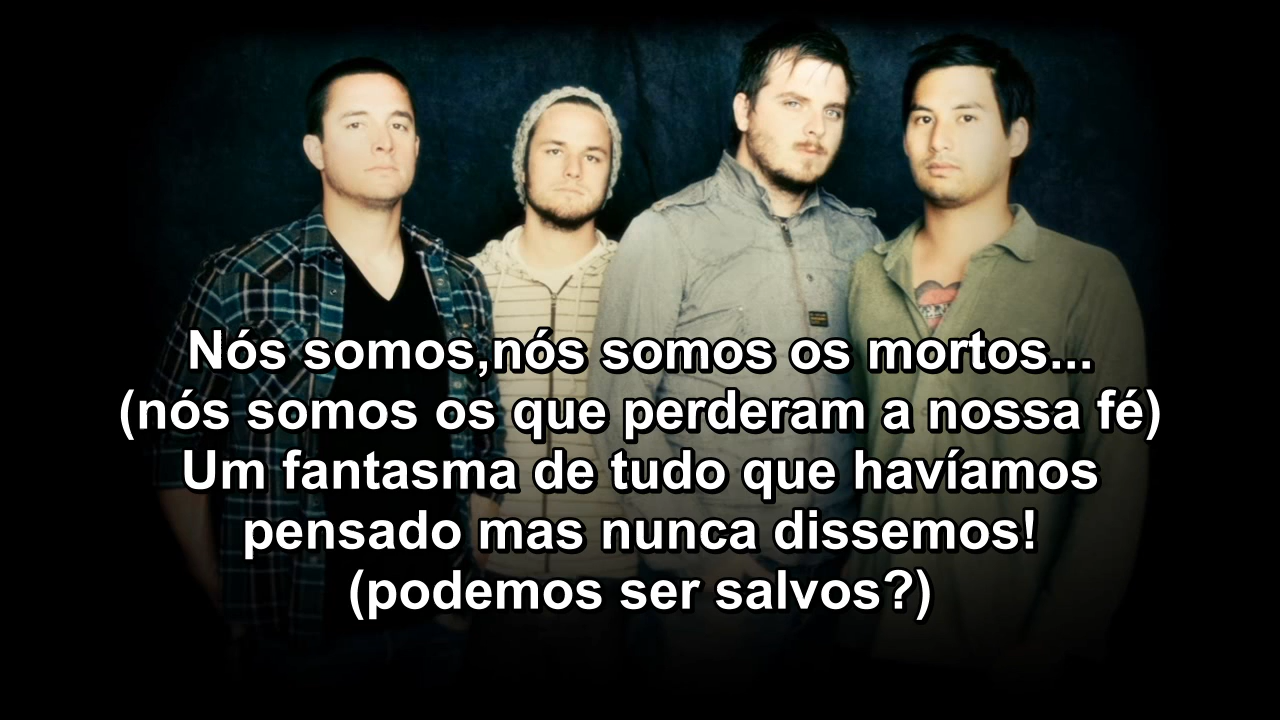 Nós somos,nós somos os mortos...
(nós somos os que perderam a nossa fé)
Um fantasma de tudo que havíamos
pensado mas nunca dissemos!
(podemos ser salvos?)